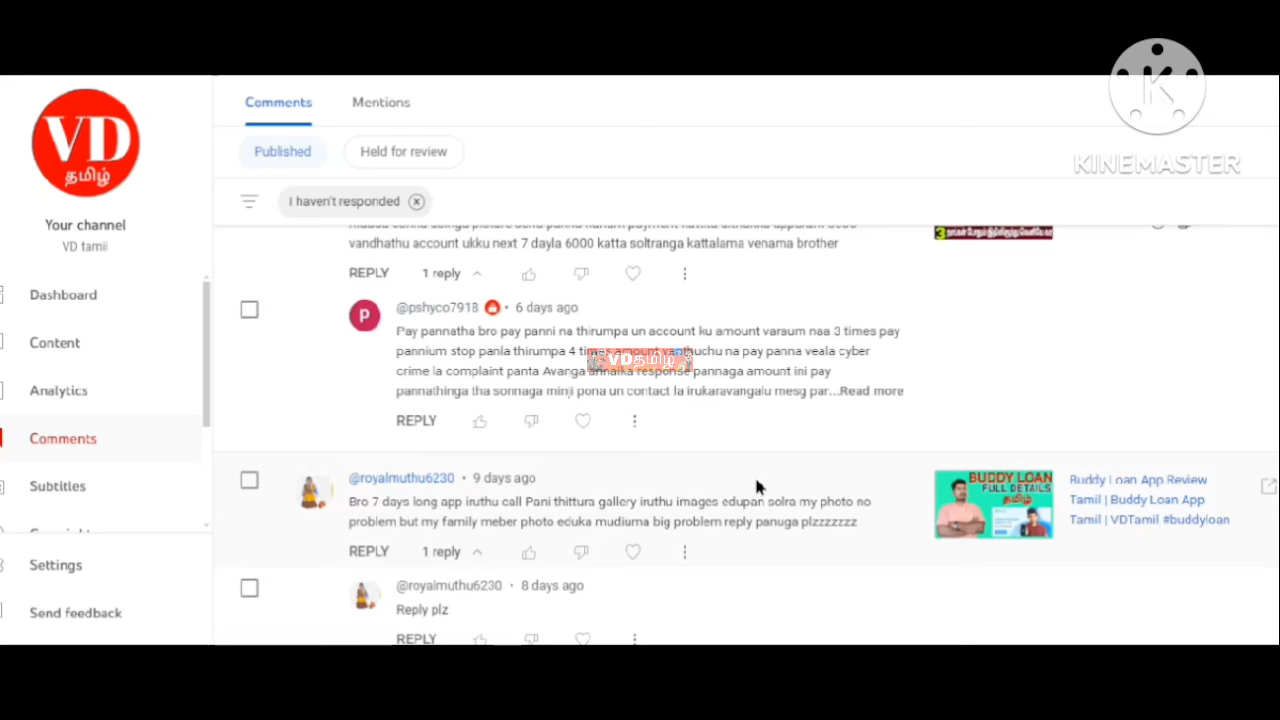 KINEMASTER
VD
தமிழ்
Your channel
VD tamil
Dashboard
Content
Analytics
Comments
Subtitles
Settings
Send feedback
Comments
Mentions
Published
Held for review
I haven't responded
vandhathu account ukku next 7 dayla 6000 katta soltranga kattalama venama brother
REPLY
1 reply
P
@pshyco7918 • 6 days ago
Pay pannatha bro pay panni na thirumpa un account ku amount varaum naa 3 times pay
pannium stop panla thirumpa 4 times amount vanthuchu na pay panna veala cyber
crime la complaint panta Avanga annaika response pannaga amount ini pay
pannathinga tha sonnaga minji pona un contact la irukaravangalu mesg par...Read more
VDதமிழ்
REPLY
@royalmuthu6230 • 9 days ago
Bro 7 days long app iruthu call Pani thittura gallery iruthu images edupan solra my photo no
problem but my family meber photo eduka mudiuma big problem reply panuga plzzzzzzz
REPLY
1 reply
BUDDY LOAN
FULL DETAILS
தமிழ்
Buddy Loan App Review
Tamil | Buddy Loan App
Tamil | VDTamil #buddyloan
@royalmuthu6230 • 8 days ago
Reply plz
REPLY